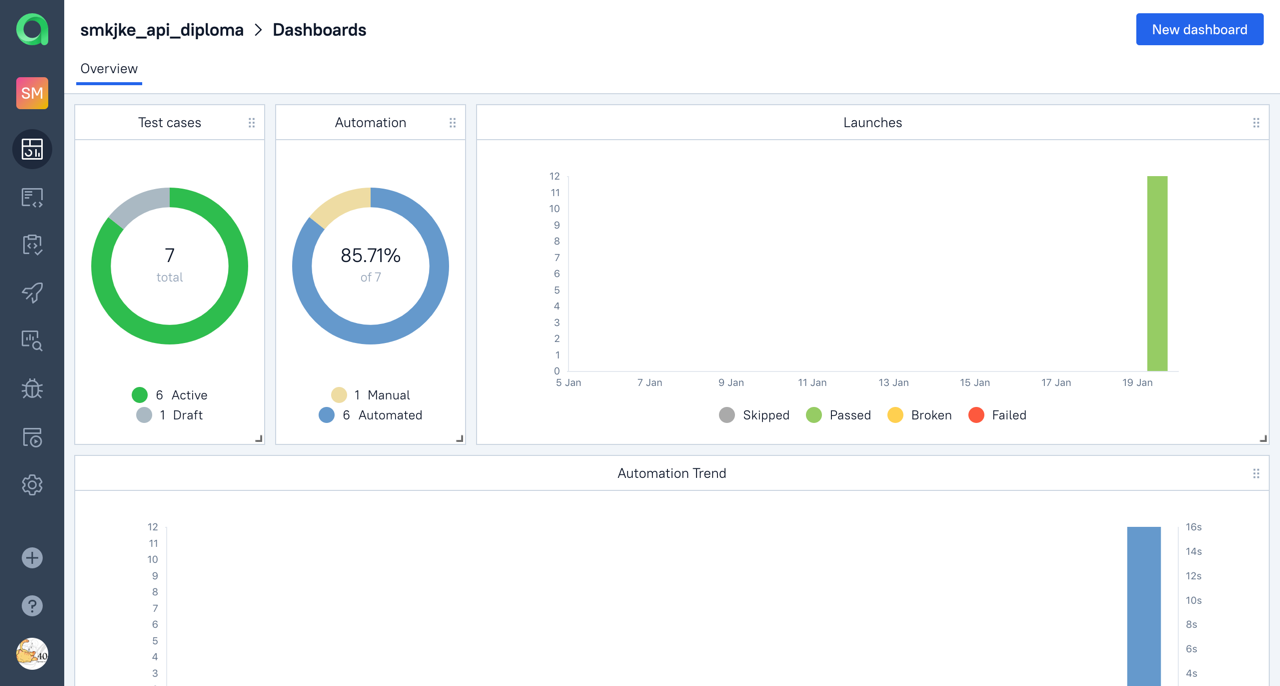 smkjke_api_diploma > Dashboards
New dashboard
Overview
SM
Test cases
7
total
6 Active
1 Draft
Automation
85.71%
of 7
1 Manual
6 Automated
Launches
12
11
10
9
8
7
6
5
4
3
2
1
0
5 Jan 7 Jan 9 Jan 11 Jan 13 Jan 15 Jan 17 Jan 19 Jan
Skipped Passed Broken Failed
Automation Trend
12
11
10
9
8
7
6
5
4
3
16s
14s
12s
10s
8s
6s
4s